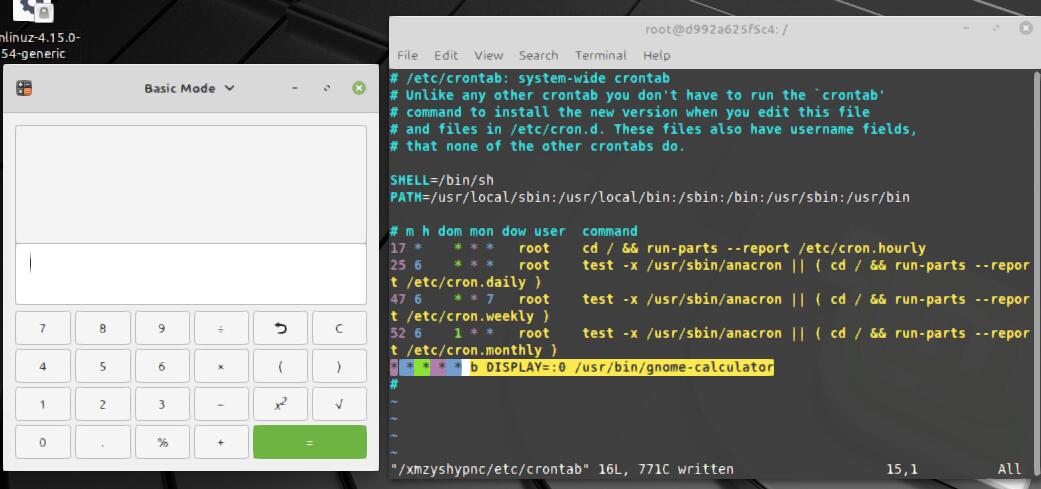 nlinuz-4.15.0-
54-generic
Basic Mode
7 8 9 ÷ C
4 5 6 × ( )
1 2 3 − x² √
0 . % + =
root@d992a625f5c4: /
File Edit View Search Terminal Help
# /etc/crontab: system-wide crontab
# Unlike any other crontab you don't have to run the `crontab'
# command to install the new version when you edit this file
# and files in /etc/cron.d. These files also have username fields,
# that none of the other crontabs do.
SHELL=/bin/sh
PATH=/usr/local/sbin:/usr/local/bin:/sbin:/bin:/usr/sbin:/usr/bin
# m h dom mon dow user command
17 * * * * root cd / && run-parts --report /etc/cron.hourly
25 6 * * * root test -x /usr/sbin/anacron || ( cd / && run-parts --repor
t /etc/cron.daily )
47 6 * * 7 root test -x /usr/sbin/anacron || ( cd / && run-parts --repor
t /etc/cron.weekly )
52 6 1 * * root test -x /usr/sbin/anacron || ( cd / && run-parts --repor
t /etc/cron.monthly )
* * * * * b DISPLAY=:0 /usr/bin/gnome-calculator
#
~
~
~
~
"/xmzyshypnc/etc/crontab" 16L, 771C written 15,1 All